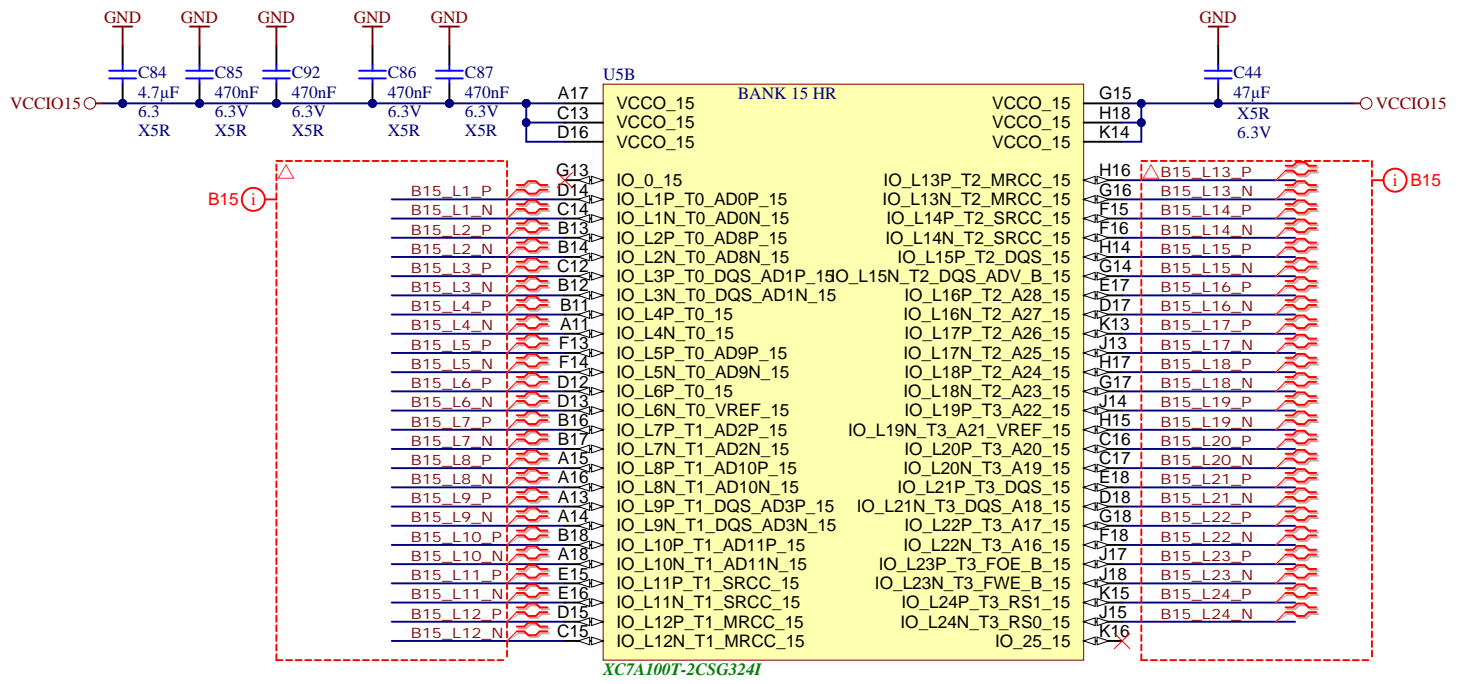 GND GND GND GND GND GND
C84 C85 C92 C86 C87 C44
4.7µF 470nF 470nF 470nF 470nF 47µF
6.3 6.3V 6.3V 6.3V 6.3V X5R
X5R X5R X5R X5R X5R 6.3V
VCCIO15 VCCIO15
U5B
BANK 15 HR
A17 VCCO_15 VCCO_15 G15
C13 VCCO_15 VCCO_15 H18
D16 VCCO_15 VCCO_15 K14
B15 i i B15
G13 IO_0_15 IO_L13P_T2_MRCC_15 H16 B15_L13_P
B15_L1_P D14 IO_L1P_T0_AD0P_15 IO_L13N_T2_MRCC_15 G16 B15_L13_N
B15_L1_N C14 IO_L1N_T0_AD0N_15 IO_L14P_T2_SRCC_15 F15 B15_L14_P
B15_L2_P B13 IO_L2P_T0_AD8P_15 IO_L14N_T2_SRCC_15 F16 B15_L14_N
B15_L2_N B14 IO_L2N_T0_AD8N_15 IO_L15P_T2_DQS_15 H14 B15_L15_P
B15_L3_P C12 IO_L3P_T0_DQS_AD1P_15 IO_L15N_T2_DQS_ADV_B_15 G14 B15_L15_N
B15_L3_N B12 IO_L3N_T0_DQS_AD1N_15 IO_L16P_T2_A28_15 E17 B15_L16_P
B15_L4_P B11 IO_L4P_T0_15 IO_L16N_T2_A27_15 D17 B15_L16_N
B15_L4_N A11 IO_L4N_T0_15 IO_L17P_T2_A26_15 K13 B15_L17_P
B15_L5_P F13 IO_L5P_T0_AD9P_15 IO_L17N_T2_A25_15 J13 B15_L17_N
B15_L5_N F14 IO_L5N_T0_AD9N_15 IO_L18P_T2_A24_15 H17 B15_L18_P
B15_L6_P D12 IO_L6P_T0_15 IO_L18N_T2_A23_15 G17 B15_L18_N
B15_L6_N D13 IO_L6N_T0_VREF_15 IO_L19P_T3_A22_15 J14 B15_L19_P
B15_L7_P B16 IO_L7P_T1_AD2P_15 IO_L19N_T3_A21_VREF_15 H15 B15_L19_N
B15_L7_N B17 IO_L7N_T1_AD2N_15 IO_L20P_T3_A20_15 C16 B15_L20_P
B15_L8_P A15 IO_L8P_T1_AD10P_15 IO_L20N_T3_A19_15 C17 B15_L20_N
B15_L8_N A16 IO_L8N_T1_AD10N_15 IO_L21P_T3_DQS_15 E18 B15_L21_P
B15_L9_P A13 IO_L9P_T1_DQS_AD3P_15 IO_L21N_T3_DQS_A18_15 D18 B15_L21_N
B15_L9_N A14 IO_L9N_T1_DQS_AD3N_15 IO_L22P_T3_A17_15 G18 B15_L22_P
B15_L10_P B18 IO_L10P_T1_AD11P_15 IO_L22N_T3_A16_15 F18 B15_L22_N
B15_L10_N A18 IO_L10N_T1_AD11N_15 IO_L23P_T3_FOE_B_15 J17 B15_L23_P
B15_L11_P E15 IO_L11P_T1_SRCC_15 IO_L23N_T3_FWE_B_15 J18 B15_L23_N
B15_L11_N E16 IO_L11N_T1_SRCC_15 IO_L24P_T3_RS1_15 K15 B15_L24_P
B15_L12_P D15 IO_L12P_T1_MRCC_15 IO_L24N_T3_RS0_15 J15 B15_L24_N
B15_L12_N C15 IO_L12N_T1_MRCC_15 IO_25_15 K16
XC7A100T-2CSG324I